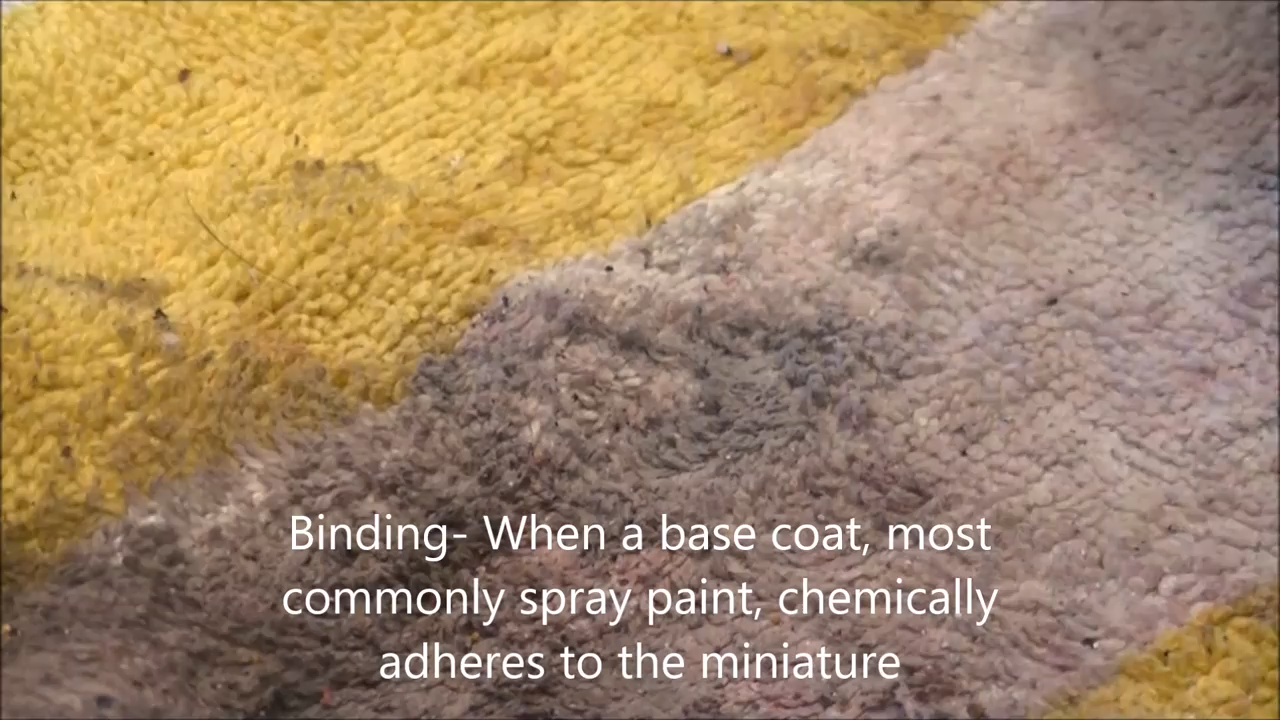 Binding- When a base coat, most
commonly spray paint, chemically
adheres to the miniature